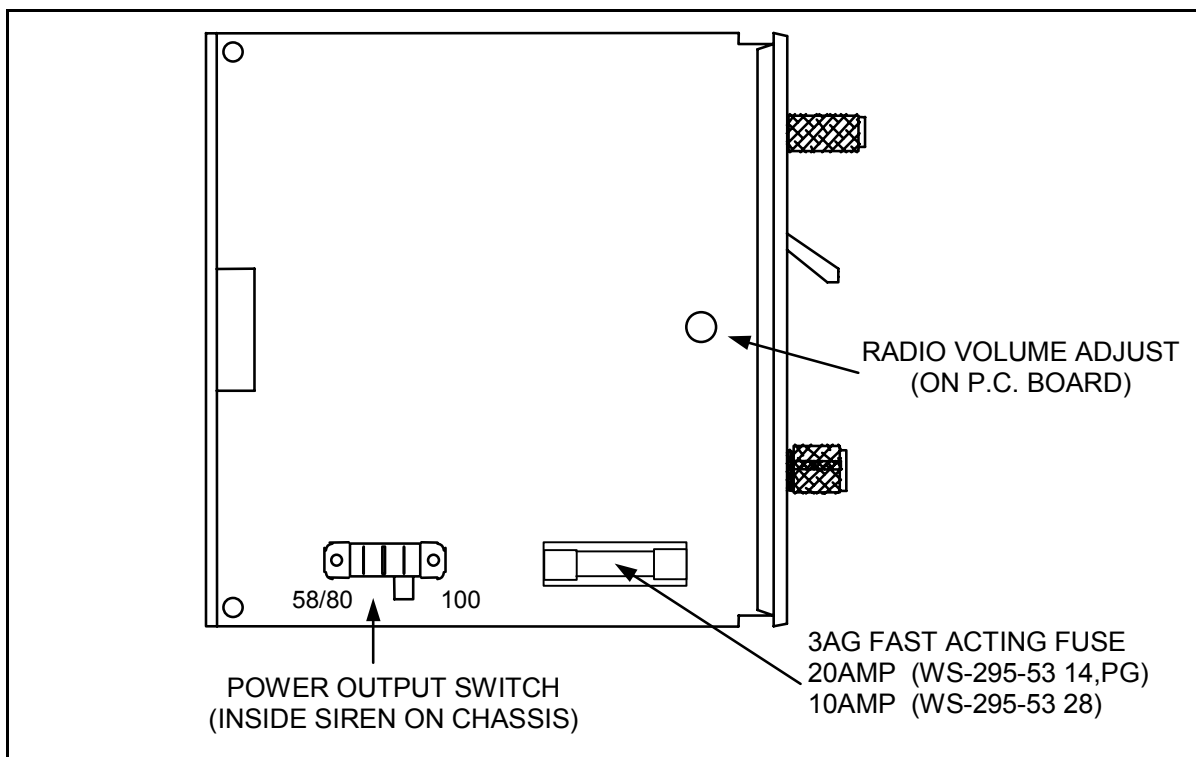 RADIO VOLUME ADJUST
(ON P.C. BOARD)
58/80 100
POWER OUTPUT SWITCH
(INSIDE SIREN ON CHASSIS)
3AG FAST ACTING FUSE
20AMP (WS-295-53 14,PG)
10AMP (WS-295-53 28)